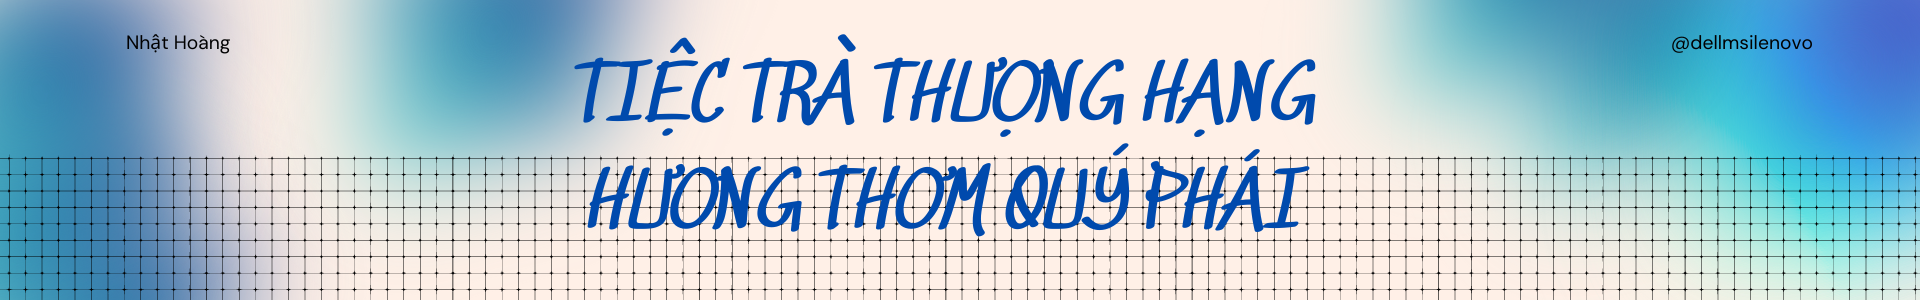 Nhật Hoàng
@dellmsilenovo
TIỆC TRÀ THƯỢNG HẠNG
HƯƠNG THƠM QUÝ PHÁI